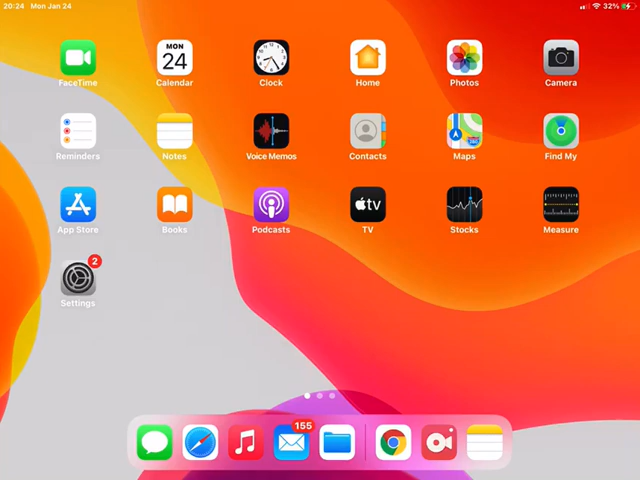 20:24 Mon Jan 24
32%
MON
24
FaceTime
Calendar
Clock
Home
Photos
Camera
Reminders
Notes
Voice Memos
Contacts
Maps
Find My
tv
App Store
Books
Podcasts
TV
Stocks
Measure
2
Settings
155